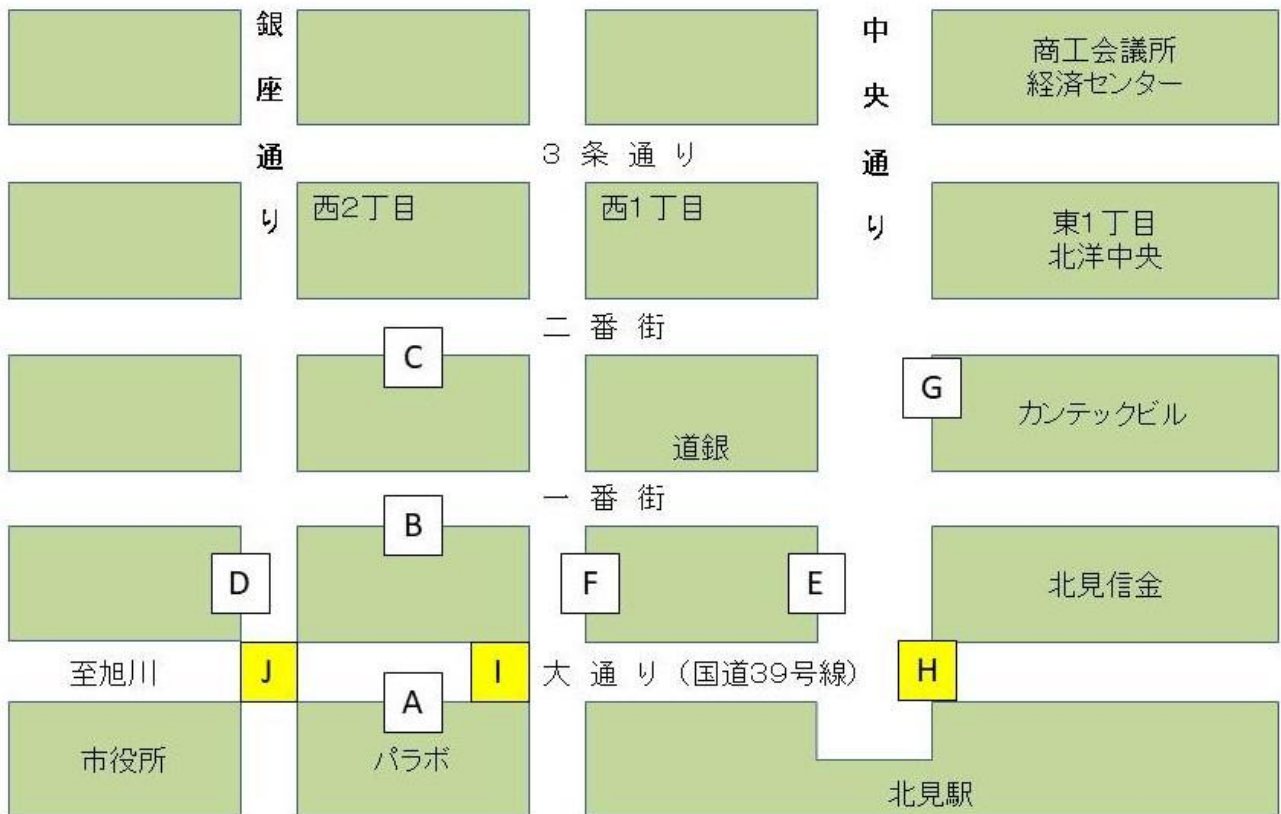 銀座通り
中央通り
商工会議所
経済センター
3 条 通 り
西2丁目
西1丁目
東1丁目
北洋中央
二 番 街
C
G
カンテックビル
道銀
一 番 街
B
D
F
E
北見信金
至旭川
J
I
大 通 り (国道39号線)
H
A
市役所
パラボ
北見駅